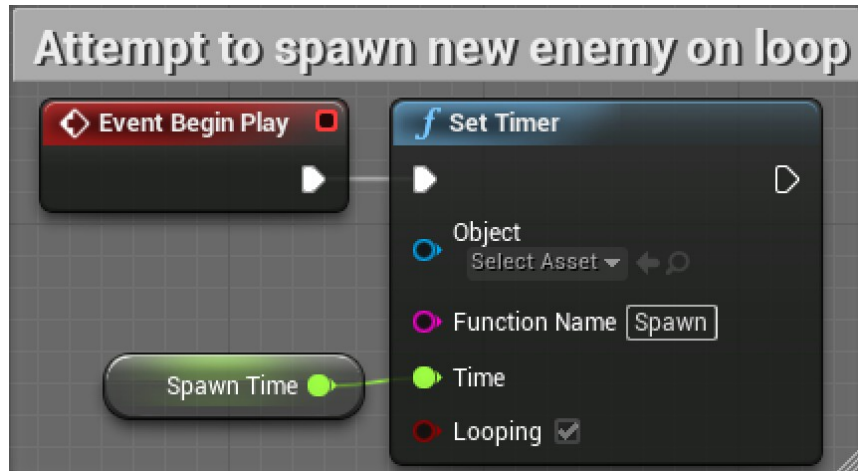 Attempt to spawn new enemy on loop
Event Begin Play
f Set Timer
Object
Select Asset
Function Name Spawn
Spawn Time
Time
Looping